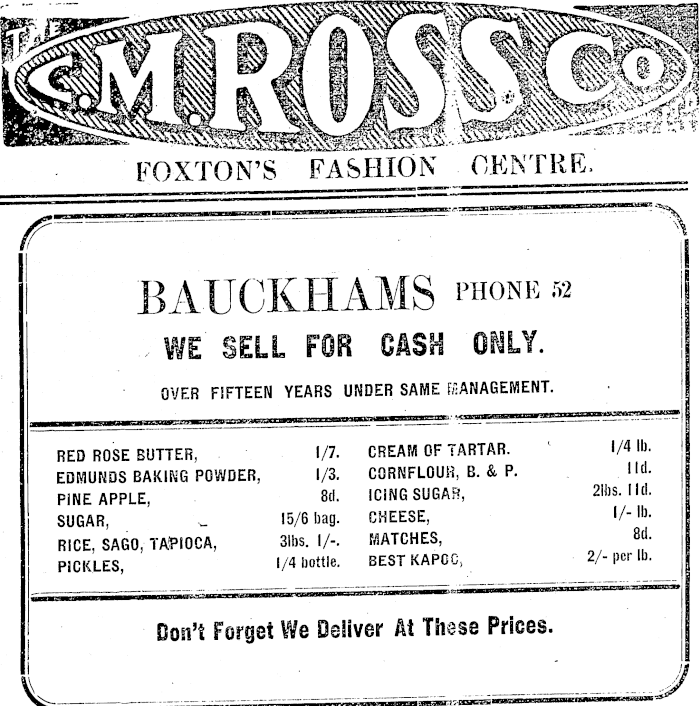 THE
C.M. ROSS Co
FOXTON'S FASHION CENTRE.
BAUCKHAMS PHONE 52
WE SELL FOR CASH ONLY.
OVER FIFTEEN YEARS UNDER SAME MANAGEMENT.
RED ROSE BUTTER, 1/7.
EDMUNDS BAKING POWDER, 1/3.
PINE APPLE, 8d.
SUGAR, 15/6 bag.
RICE, SAGO, TAPIOCA, 3lbs. 1/-.
PICKLES, 1/4 bottle.
CREAM OF TARTAR. 1/4 lb.
CORNFLOUR, B. & P. 11d.
ICING SUGAR, 2lbs. 11d.
CHEESE, 1/- lb.
MATCHES, 8d.
BEST KAPOC, 2/- per lb.
Don't Forget We Deliver At These Prices.